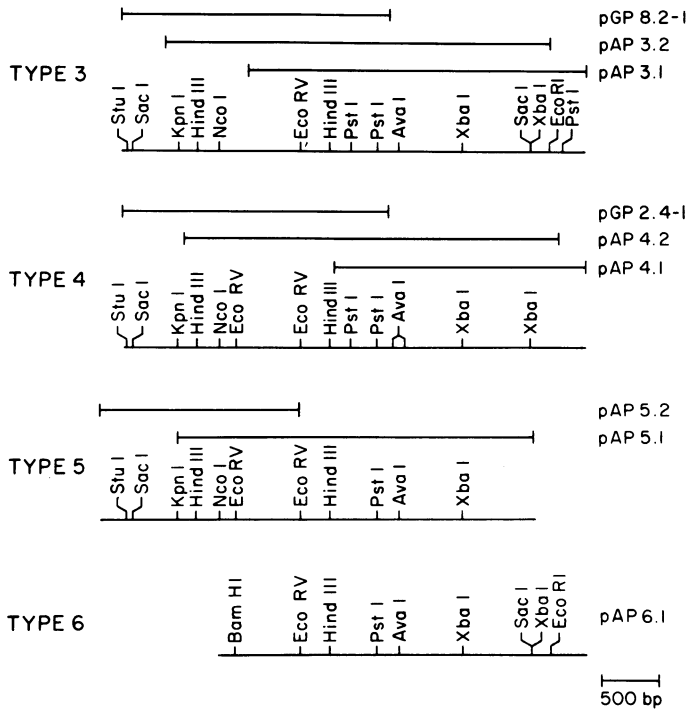 pGP 8.2-1
pAP 3.2
TYPE 3
pAP 3.1
Stu I
Sac I
Kpn I
Hind III
Nco I
Eco RV
Hind III
Pst I
Pst I
Ava I
Xba I
Sac I
Xba I
Eco RI
Pst I
pGP 2.4-1
pAP 4.2
TYPE 4
pAP 4.1
Stu I
Sac I
Kpn I
Hind III
Nco I
Eco RV
Eco RV
Hind III
Pst I
Pst I
Ava I
Xba I
Xba I
pAP 5.2
pAP 5.1
TYPE 5
Stu I
Sac I
Kpn I
Hind III
Nco I
Eco RV
Eco RV
Hind III
Pst I
Ava I
Xba I
TYPE 6
Bam HI
Eco RV
Hind III
Pst I
Ava I
Xba I
Sac I
Xba I
Eco RI
pAP 6.1
500 bp